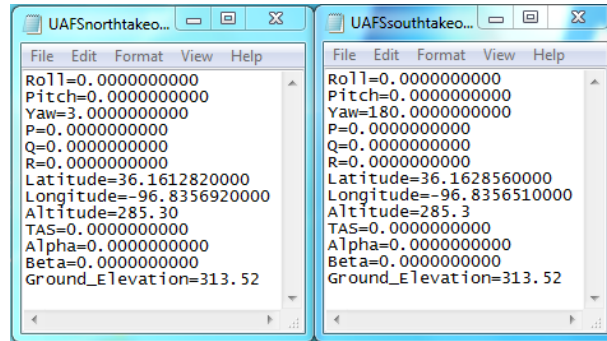 UAFSnorthtakeo...
File Edit Format View Help
Roll=0.0000000000
Pitch=0.0000000000
Yaw=3.0000000000
P=0.0000000000
Q=0.0000000000
R=0.0000000000
Latitude=36.1612820000
Longitude=-96.8356920000
Altitude=285.30
TAS=0.0000000000
Alpha=0.0000000000
Beta=0.0000000000
Ground_Elevation=313.52
UAFSsouthtakeo...
File Edit Format View Help
Roll=0.0000000000
Pitch=0.0000000000
Yaw=180.0000000000
P=0.0000000000
Q=0.0000000000
R=0.0000000000
Latitude=36.1628560000
Longitude=-96.8356510000
Altitude=285.3
TAS=0.0000000000
Alpha=0.0000000000
Beta=0.0000000000
Ground_Elevation=313.52